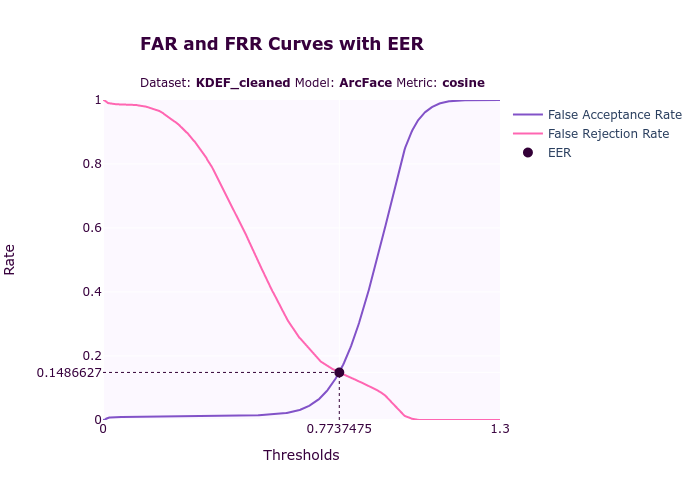 FAR and FRR Curves with EER
Dataset: KDEF_cleaned Model: ArcFace Metric: cosine
False Acceptance Rate
False Rejection Rate
EER
Rate
1
0.8
0.6
0.4
0.2
0.1486627
0
0
0.7737475
1.3
Thresholds